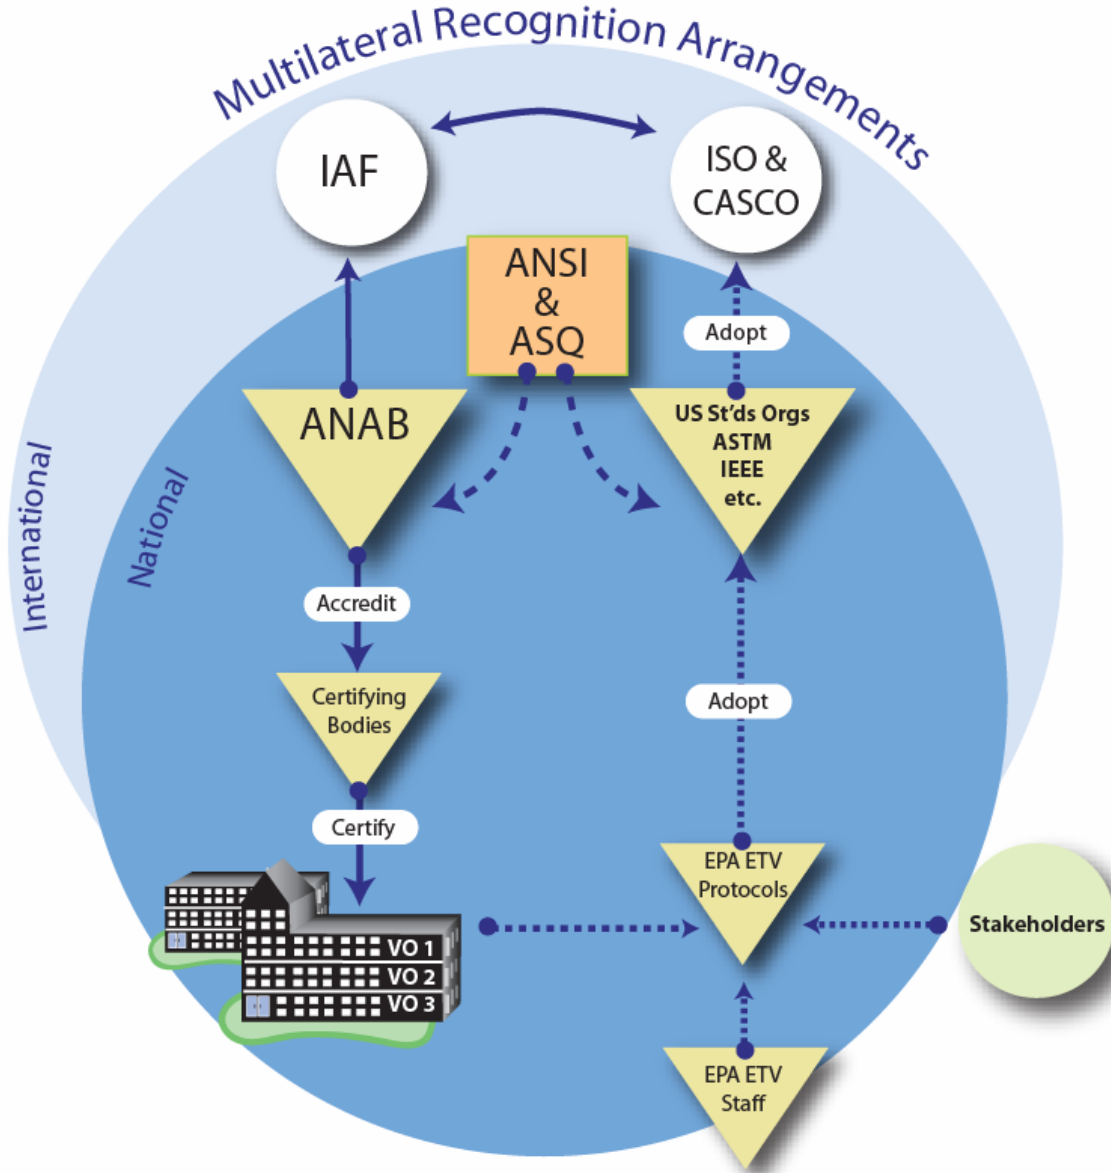 Multilateral Recognition Arrangements
IAF
ISO &
CASCO
ANSI
&
ASQ
Adopt
ANAB
US St'ds Orgs
ASTM
IEEE
etc.
International
National
Accredit
Certifying
Bodies
Adopt
Certify
EPA ETV
Protocols
Stakeholders
VO 1
VO 2
VO 3
EPA ETV
Staff